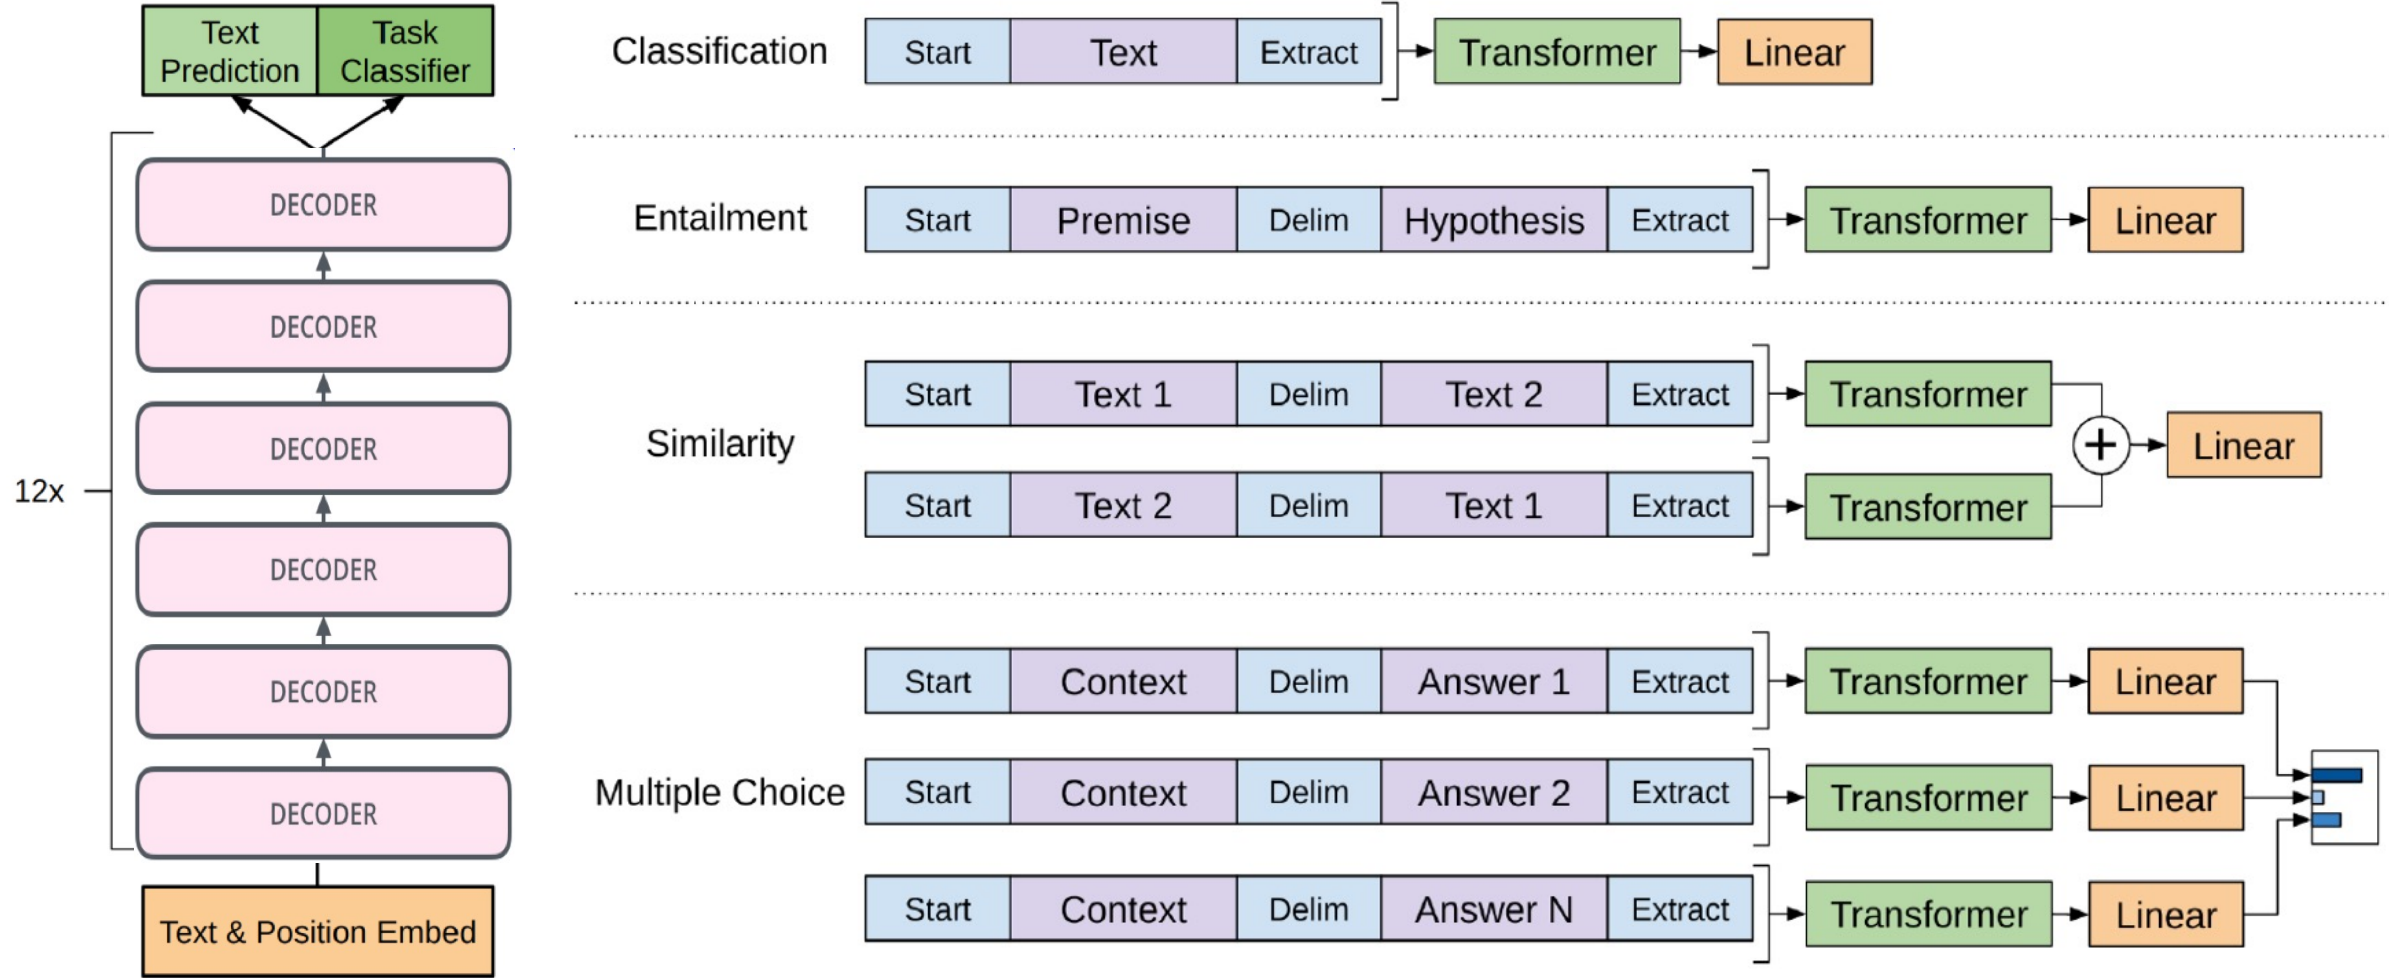 Text
Prediction
Task
Classifier
12x
DECODER
DECODER
DECODER
DECODER
DECODER
DECODER
Text & Position Embed
Classification
Start Text Extract Transformer Linear
Entailment
Start Premise Delim Hypothesis Extract Transformer Linear
Similarity
Start Text 1 Delim Text 2 Extract Transformer
Start Text 2 Delim Text 1 Extract Transformer
+
Linear
Multiple Choice
Start Context Delim Answer 1 Extract Transformer Linear
Start Context Delim Answer 2 Extract Transformer Linear
Start Context Delim Answer N Extract Transformer Linear